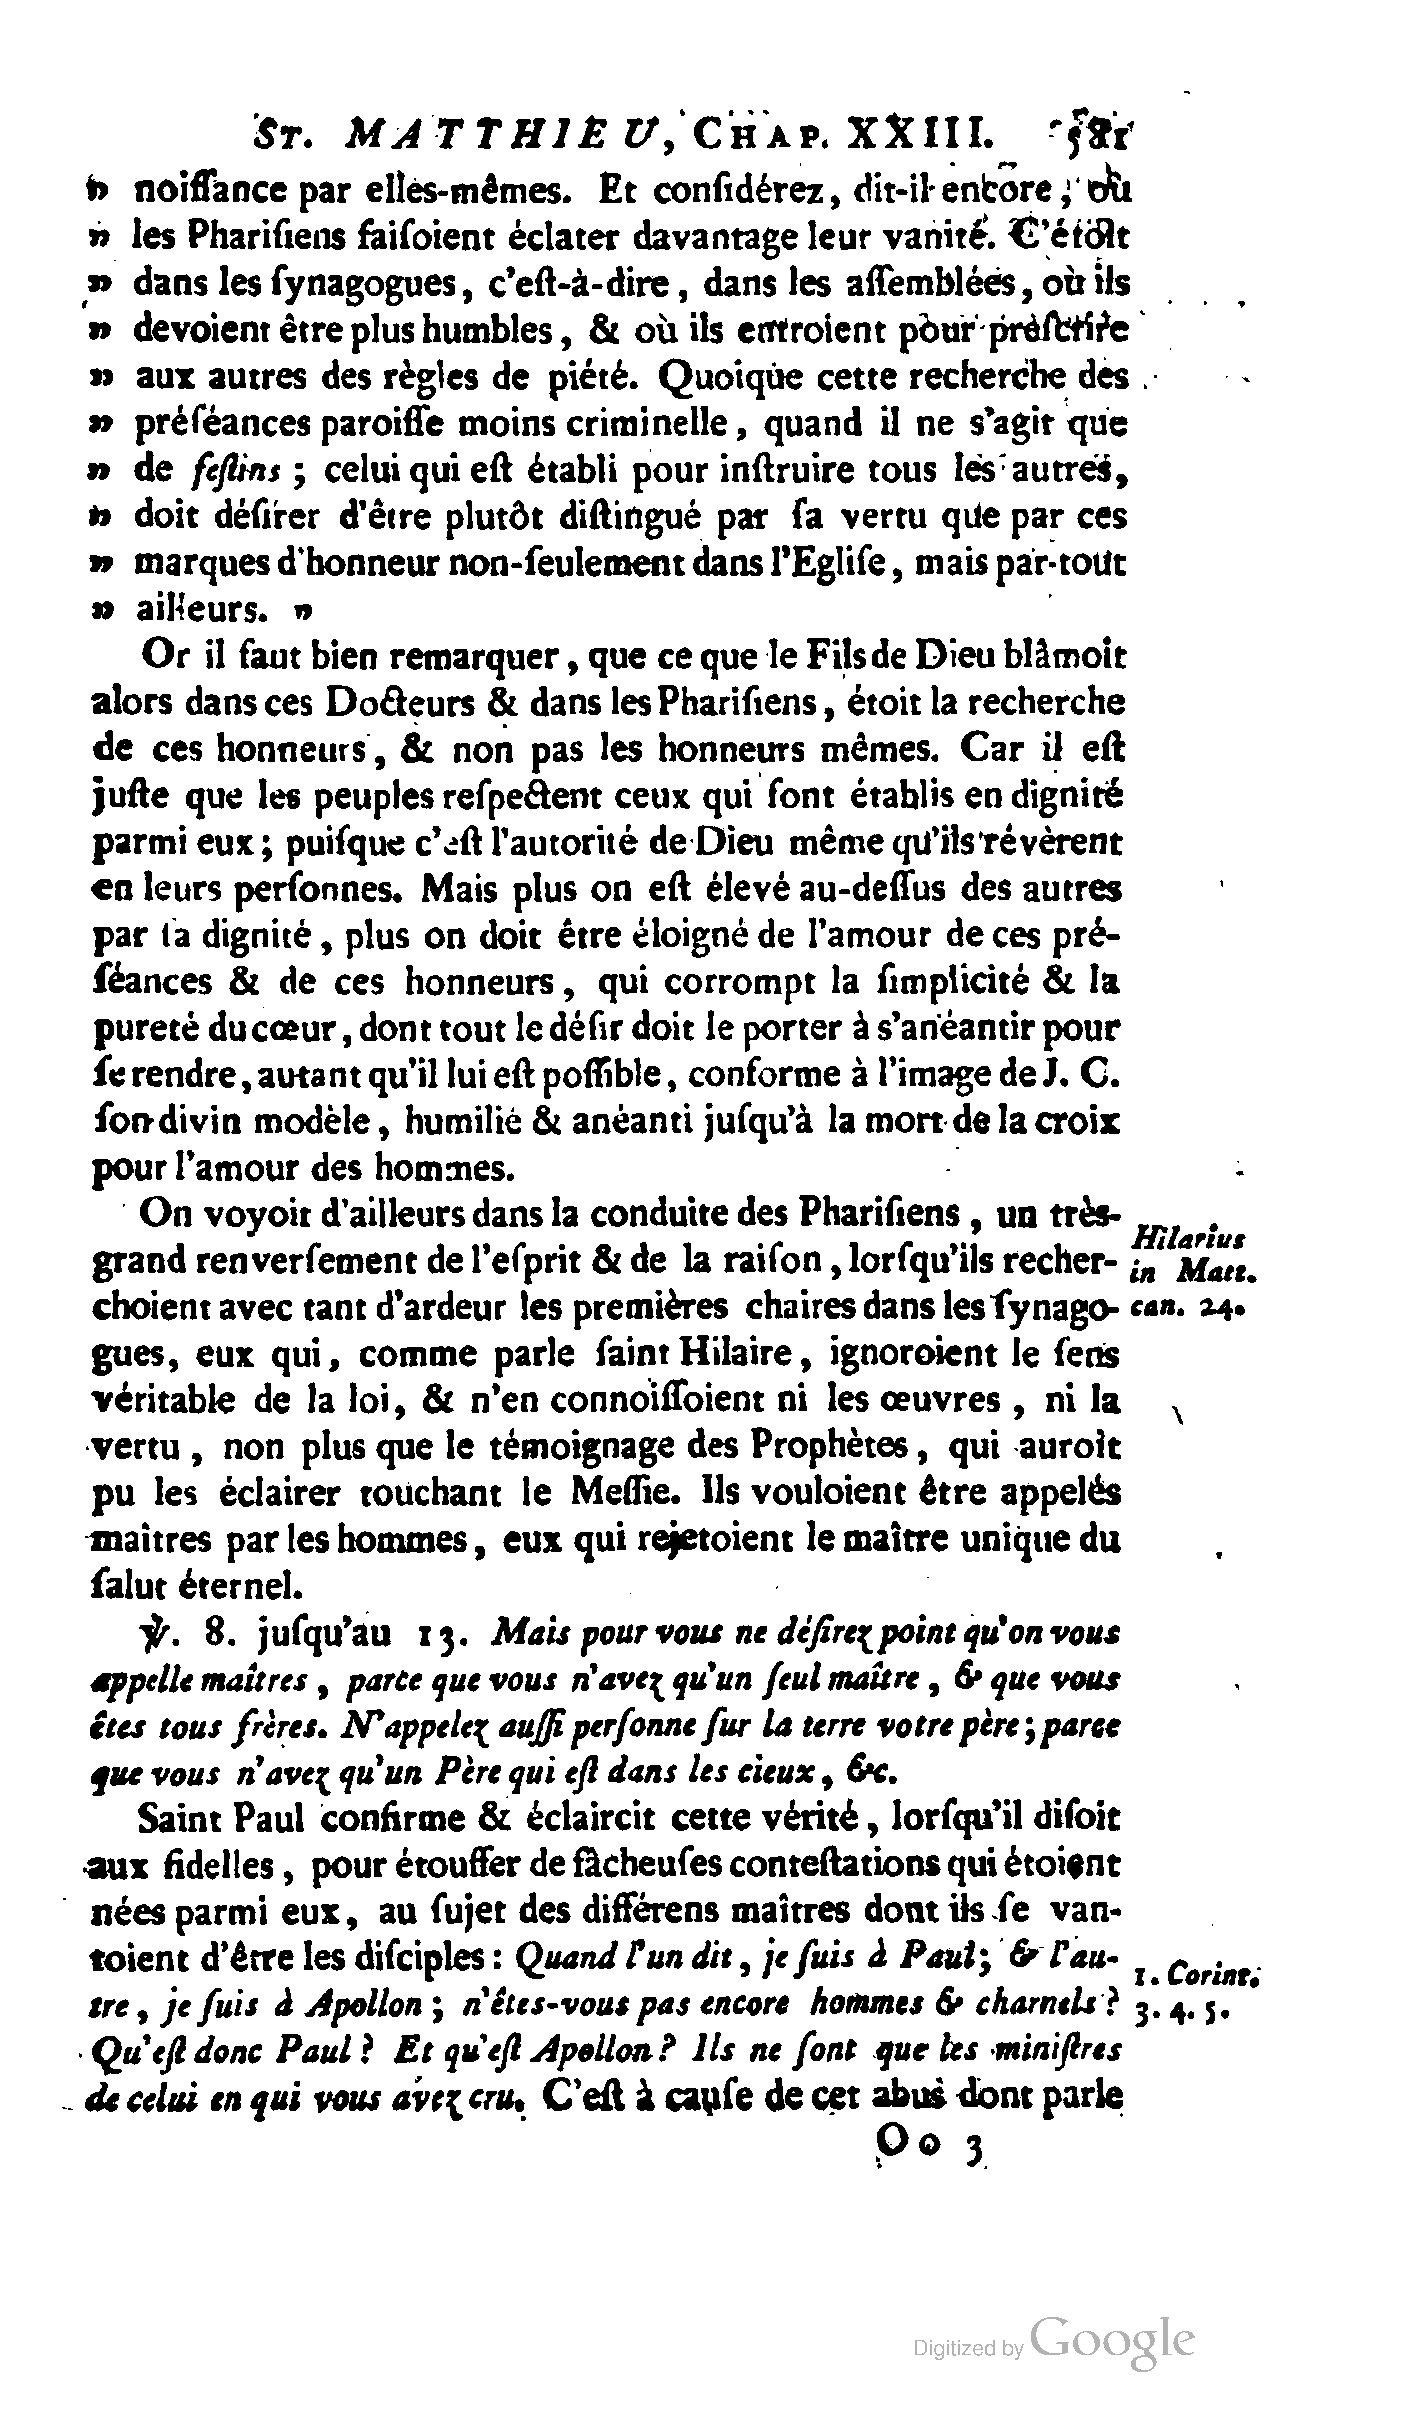 ST. MATTHIEU, CHAP. XXIII. 581
» noiſſance par elles-mêmes. Et conſidérez, dit-il encore, où
» les Phariſiens faiſoient éclater davantage leur vanité. C'étoit
» dans les ſynagogues, c'eſt-à-dire, dans les aſſemblées, où ils
» devoient être plus humbles, & où ils entroient pour preſcrire
» aux autres des règles de piété. Quoique cette recherche des
» préſéances paroiſſe moins criminelle, quand il ne s'agit que
» de feſtins ; celui qui eſt établi pour inſtruire tous les autres,
» doit déſirer d'être plutôt diſtingué par ſa vertu que par ces
» marques d'honneur non-ſeulement dans l'Egliſe, mais par-tout
» ailleurs. »
Or il faut bien remarquer, que ce que le Fils de Dieu blâmoit
alors dans ces Docteurs & dans les Phariſiens, étoit la recherche
de ces honneurs, & non pas les honneurs mêmes. Car il eſt
juſte que les peuples reſpectent ceux qui ſont établis en dignité
parmi eux ; puiſque c'eſt l'autorité de Dieu même qu'ils révèrent
en leurs perſonnes. Mais plus on eſt élevé au-deſſus des autres
par ſa dignité, plus on doit être éloigné de l'amour de ces pré-
ſéances & de ces honneurs, qui corrompt la ſimplicité & la
pureté du cœur, dont tout le déſir doit le porter à s'anéantir pour
ſe rendre, autant qu'il lui eſt poſſible, conforme à l'image de J. C.
ſon divin modèle, humilié & anéanti juſqu'à la mort de la croix
pour l'amour des hommes.
On voyoit d'ailleurs dans la conduite des Phariſiens, un très-
Hilarius
grand renverſement de l'eſprit & de la raiſon, lorſqu'ils recher-
in Matt.
choient avec tant d'ardeur les premières chaires dans les ſynago-
can. 24.
gues, eux qui, comme parle ſaint Hilaire, ignoroient le ſens
véritable de la loi, & n'en connoiſſoient ni les œuvres, ni la
vertu, non plus que le témoignage des Prophètes, qui auroit
pu les éclairer touchant le Meſſie. Ils vouloient être appelés
maîtres par les hommes, eux qui rejetoient le maître unique du
ſalut éternel.
℣. 8. juſqu'au 13. Mais pour vous ne déſirez point qu'on vous
appelle maîtres, parce que vous n'avez qu'un ſeul maître, & que vous
êtes tous frères. N'appelez auſſi perſonne ſur la terre votre père ; parce
que vous n'avez qu'un Père qui eſt dans les cieux, &c.
Saint Paul confirme & éclaircit cette vérité, lorſqu'il diſoit
aux fidelles, pour étouffer de fâcheuſes conteſtations qui étoient
nées parmi eux, au ſujet des différens maîtres dont ils ſe van-
toient d'être les diſciples : Quand l'un dit, je ſuis à Paul ; & l'au-
1. Corint.
tre, je ſuis à Apollon ; n'êtes-vous pas encore hommes & charnels ?
3. 4. 5.
Qu'eſt donc Paul ? Et qu'eſt Apollon ? Ils ne ſont que les miniſtres
de celui en qui vous avez cru. C'eſt à cauſe de cet abus dont parle
Oo 3
Digitized by Google